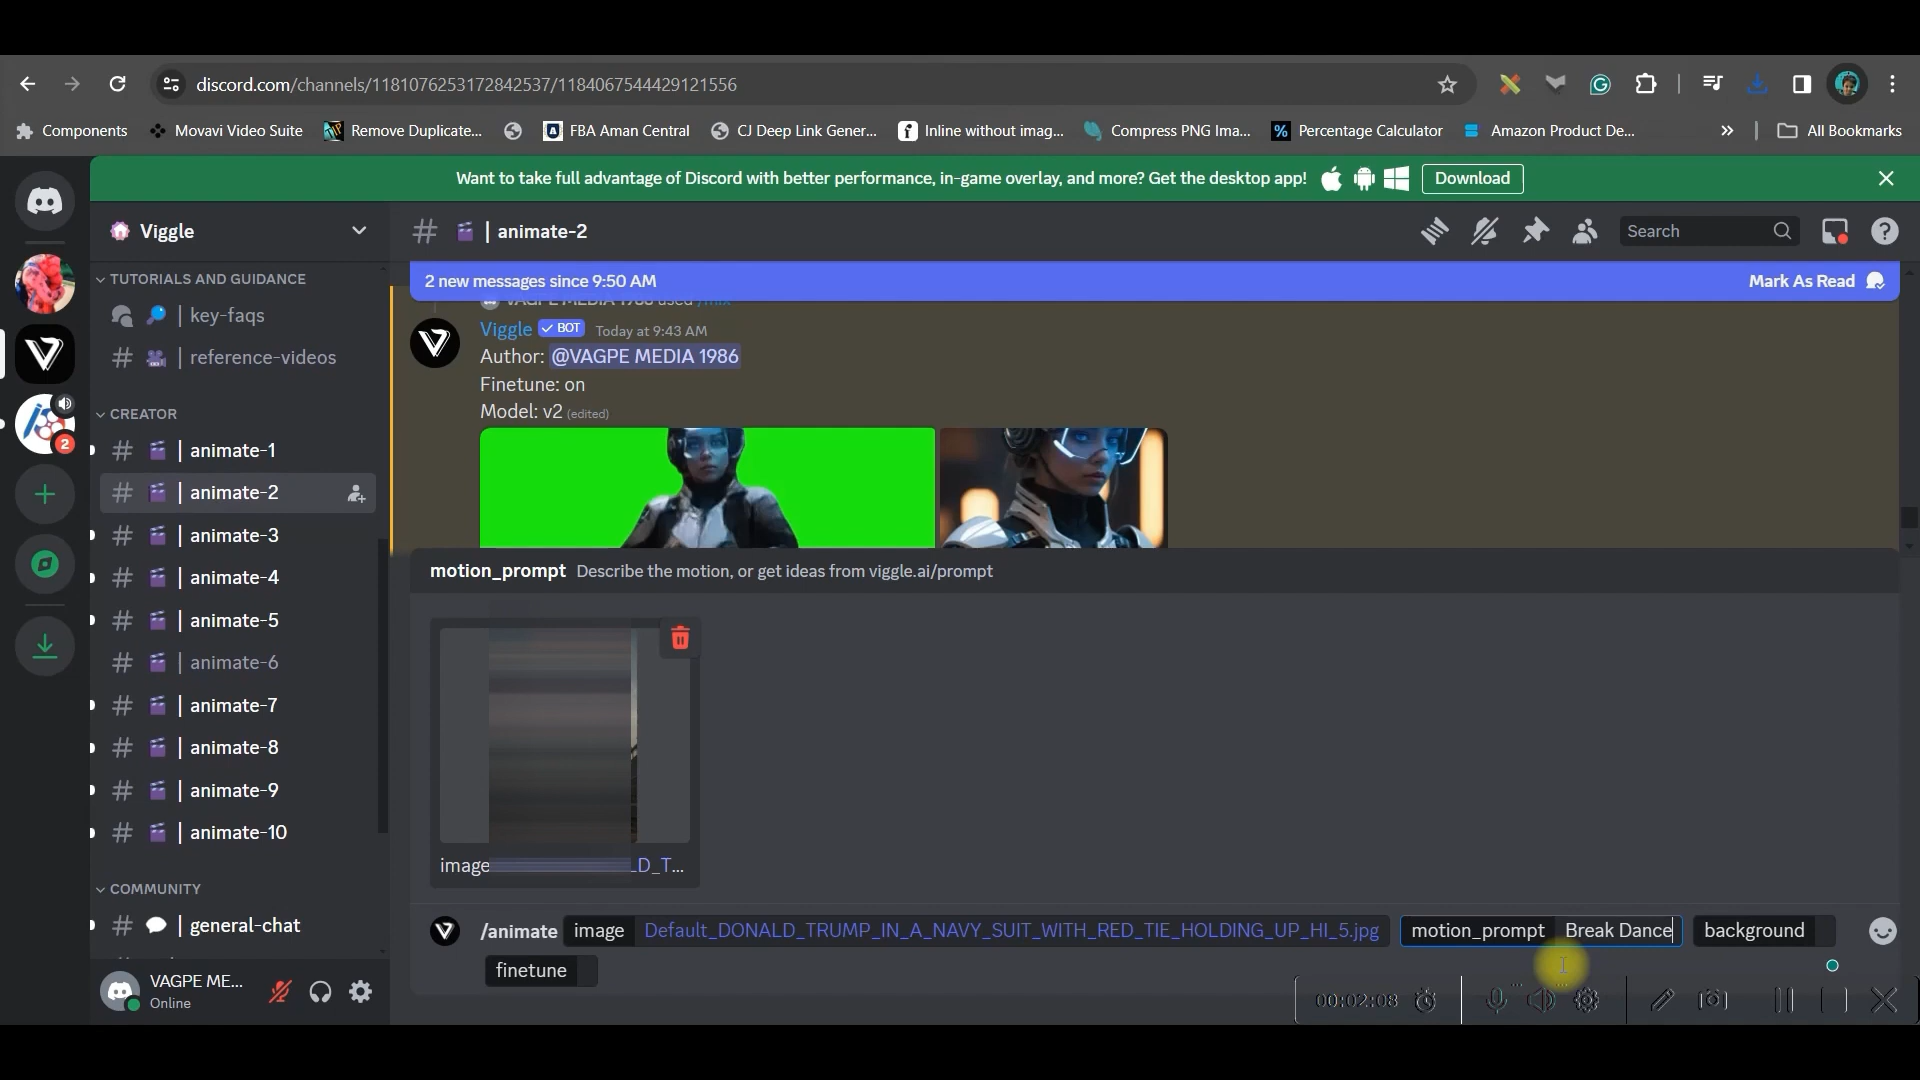 discord.com/channels/1181076253172842537/1184067544429121556
Components
Movavi Video Suite
Remove Duplicate...
FBA Aman Central
CJ Deep Link Gener...
Inline without imag...
Compress PNG Ima...
Percentage Calculator
Amazon Product De...
»
All Bookmarks
Want to take full advantage of Discord with better performance, in-game overlay, and more? Get the desktop app!
Download
Viggle
# | animate-2
Search
2 new messages since 9:50 AM
Mark As Read
TUTORIALS AND GUIDANCE
| key-faqs
# | reference-videos
CREATOR
# | animate-1
# | animate-2
# | animate-3
# | animate-4
# | animate-5
# | animate-6
# | animate-7
# | animate-8
# | animate-9
# | animate-10
COMMUNITY
# | general-chat
VAGPE ME...
Online
2
VAGPE MEDIA 1986 used /mix
Viggle ✓ BOT Today at 9:43 AM
Author: @VAGPE MEDIA 1986
Finetune: on
Model: v2 (edited)
motion_prompt Describe the motion, or get ideas from viggle.ai/prompt
image
LD_T...
/animate image Default_DONALD_TRUMP_IN_A_NAVY_SUIT_WITH_RED_TIE_HOLDING_UP_HI_5.jpg motion_prompt Break Dance background
finetune
00:02:08